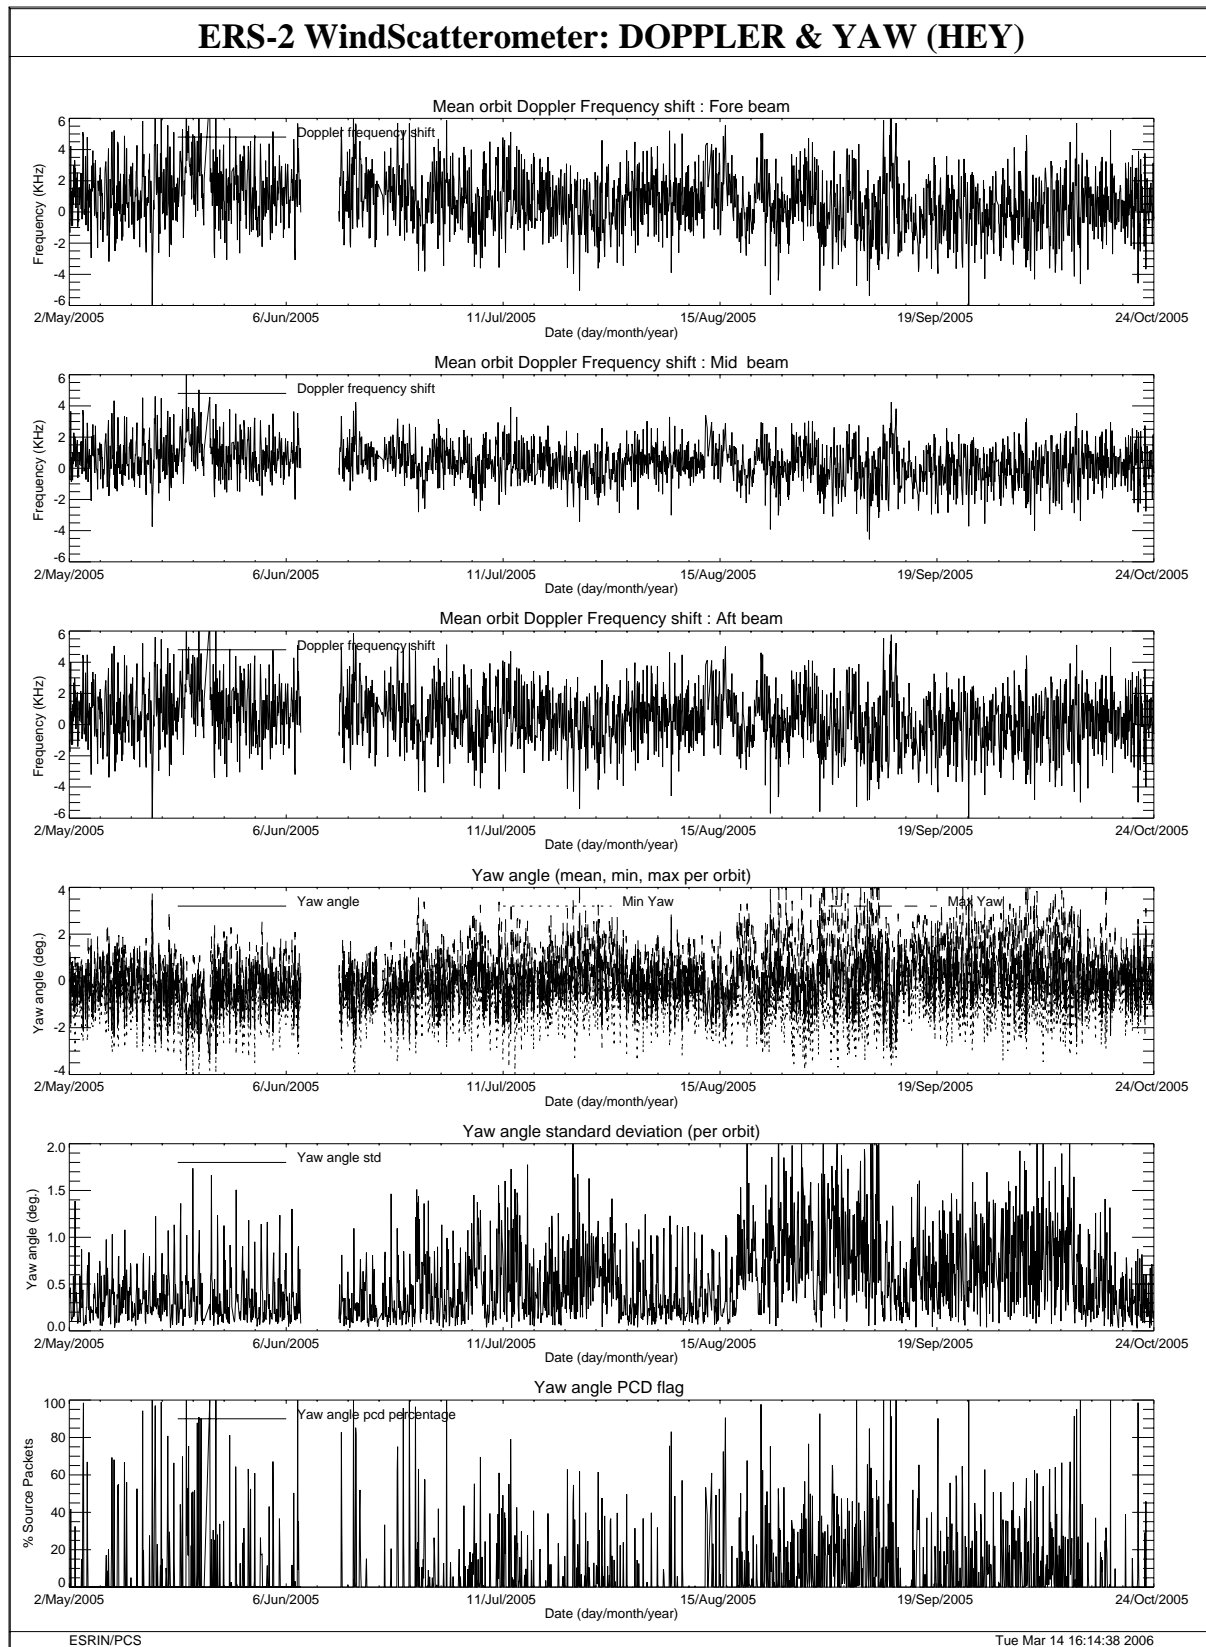 ERS-2 WindScatterometer: DOPPLER & YAW (HEY)
Mean orbit Doppler Frequency shift : Fore beam
Doppler frequency shift
Frequency (KHz)
6
4
2
0
-2
-4
-6
2/May/2005 6/Jun/2005 11/Jul/2005 15/Aug/2005 19/Sep/2005 24/Oct/2005
Date (day/month/year)
Mean orbit Doppler Frequency shift : Mid beam
Doppler frequency shift
Frequency (KHz)
6
4
2
0
-2
-4
-6
2/May/2005 6/Jun/2005 11/Jul/2005 15/Aug/2005 19/Sep/2005 24/Oct/2005
Date (day/month/year)
Mean orbit Doppler Frequency shift : Aft beam
Doppler frequency shift
Frequency (KHz)
6
4
2
0
-2
-4
-6
2/May/2005 6/Jun/2005 11/Jul/2005 15/Aug/2005 19/Sep/2005 24/Oct/2005
Date (day/month/year)
Yaw angle (mean, min, max per orbit)
Yaw angle Min Yaw Max Yaw
Yaw angle (deg.)
4
2
0
-2
-4
2/May/2005 6/Jun/2005 11/Jul/2005 15/Aug/2005 19/Sep/2005 24/Oct/2005
Date (day/month/year)
Yaw angle standard deviation (per orbit)
Yaw angle std
Yaw angle (deg.)
2.0
1.5
1.0
0.5
0.0
2/May/2005 6/Jun/2005 11/Jul/2005 15/Aug/2005 19/Sep/2005 24/Oct/2005
Date (day/month/year)
Yaw angle PCD flag
Yaw angle pcd percentage
% Source Packets
100
80
60
40
20
0
2/May/2005 6/Jun/2005 11/Jul/2005 15/Aug/2005 19/Sep/2005 24/Oct/2005
Date (day/month/year)
ESRIN/PCS Tue Mar 14 16:14:38 2006